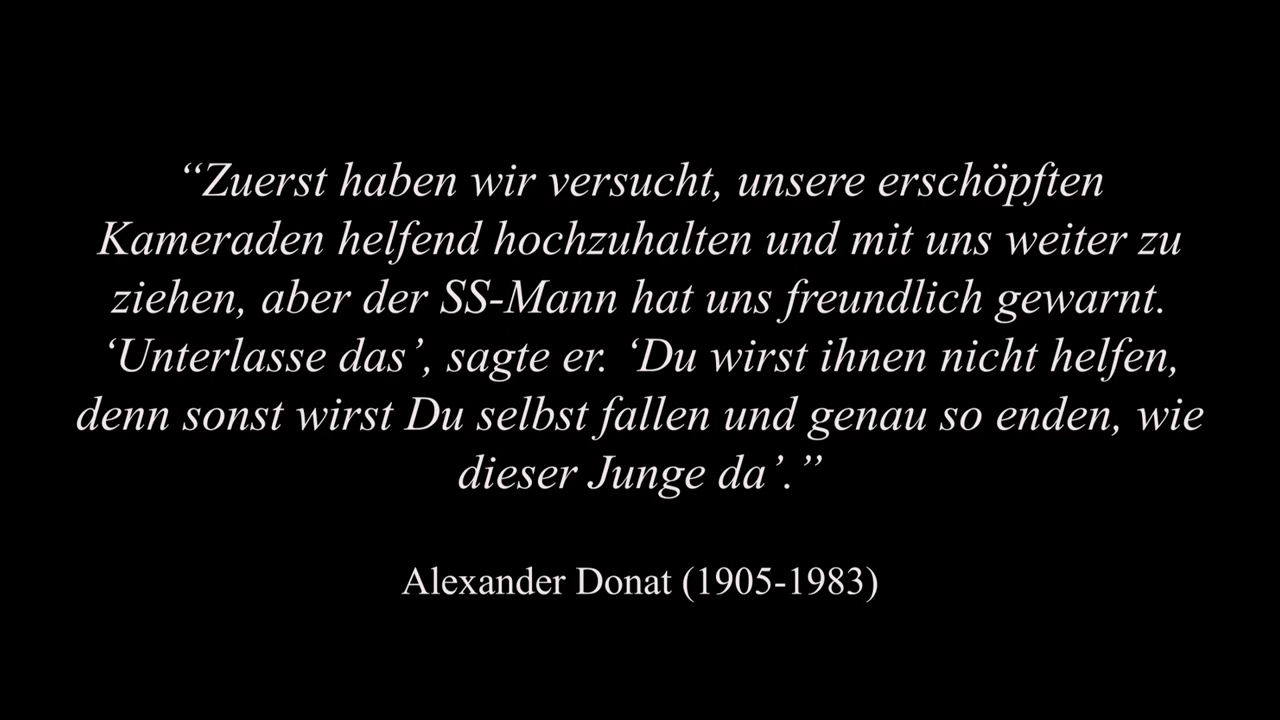 “Zuerst haben wir versucht, unsere erschöpften
Kameraden helfend hochzuhalten und mit uns weiter zu
ziehen, aber der SS-Mann hat uns freundlich gewarnt.
‘Unterlasse das’, sagte er. ‘Du wirst ihnen nicht helfen,
denn sonst wirst Du selbst fallen und genau so enden, wie
dieser Junge da’.”
Alexander Donat (1905-1983)